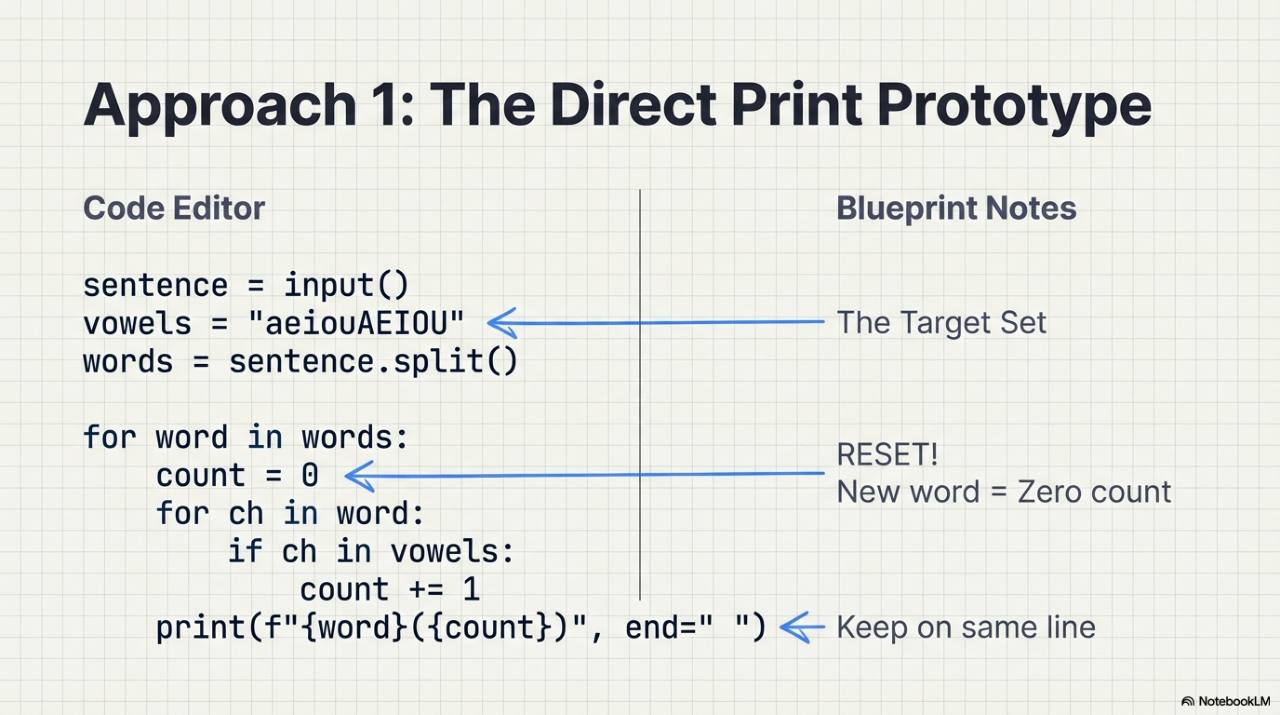 Approach 1: The Direct Print Prototype
Code Editor
sentence = input()
vowels = "aeiouAEIOU"
words = sentence.split()
for word in words:
    count = 0
    for ch in word:
        if ch in vowels:
            count += 1
    print(f"{word}({count})", end=" ")
Blueprint Notes
The Target Set
RESET!
New word = Zero count
Keep on same line
NotebookLM